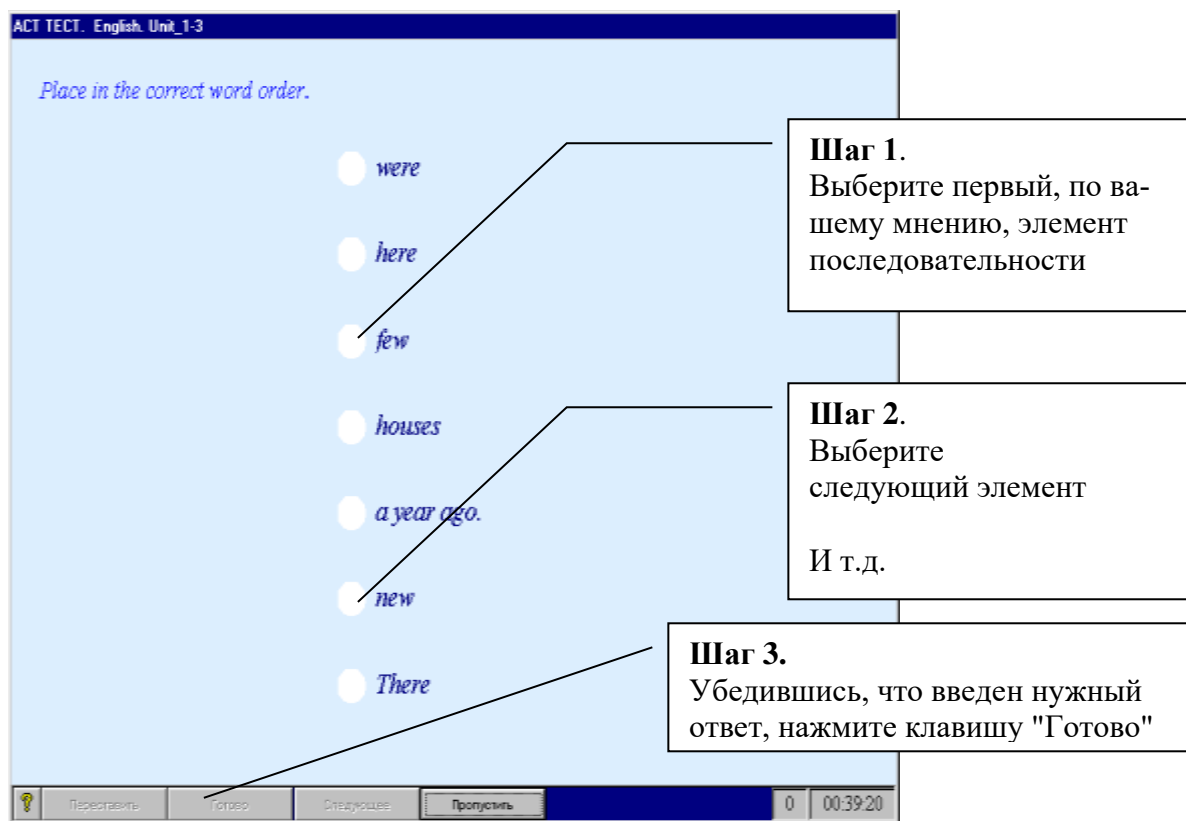 АСТ ТЕСТ. English. Unit_1-3
Place in the correct word order.
were
here
few
houses
a year ago.
new
There
Шаг 1.
Выберите первый, по ва-
шему мнению, элемент
последовательности
Шаг 2.
Выберите
следующий элемент
И т.д.
Шаг 3.
Убедившись, что введен нужный
ответ, нажмите клавишу "Готово"
Переставить
Готово
Следующее
Пропустить
0
00:39:20